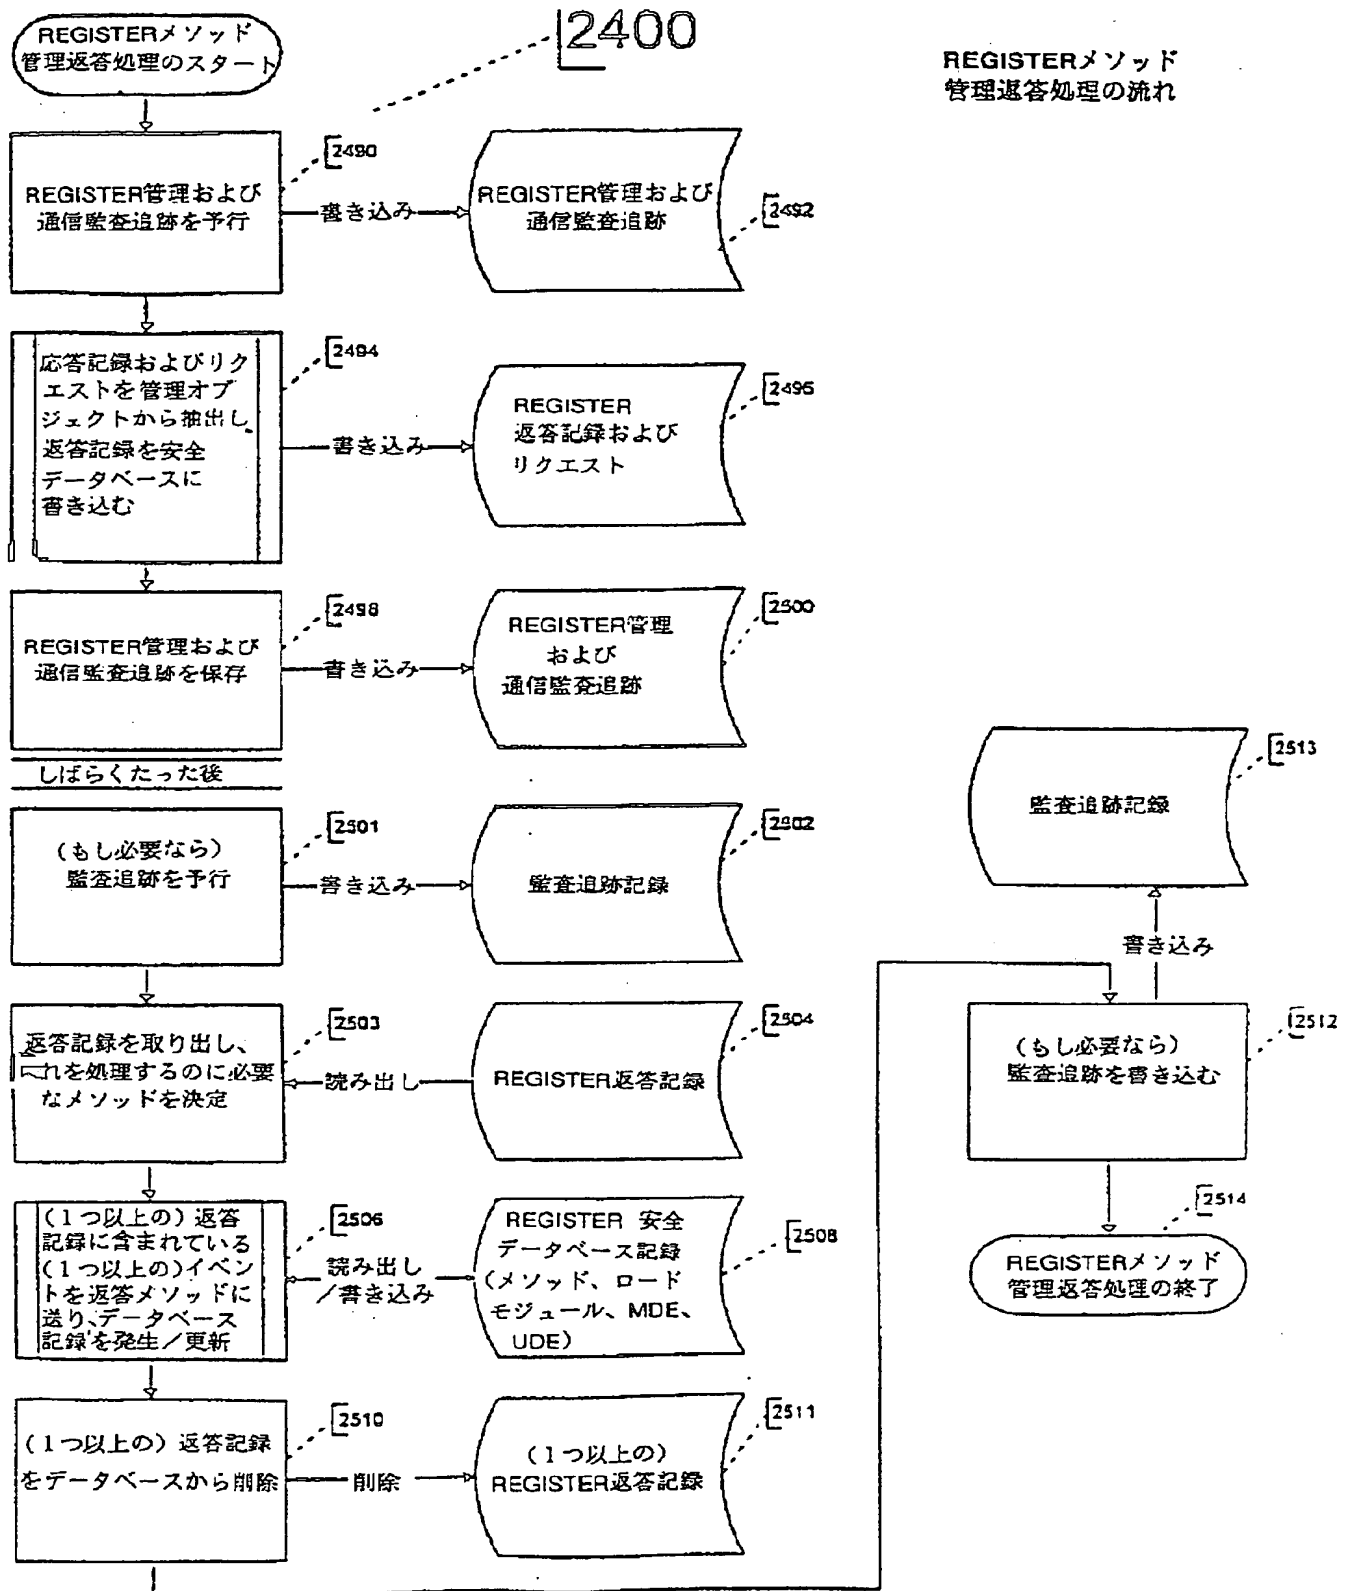 REGISTERメソッド
管理返答処理のスタート
2400
REGISTERメソッド
管理返答処理の流れ
REGISTER管理および
通信監査追跡を予行
2490
書き込み
REGISTER管理および
通信監査追跡
2492
応答記録およびリク
エストを管理オブ
ジェクトから抽出し、
返答記録を安全
データベースに
書き込む
2494
書き込み
REGISTER
返答記録および
リクエスト
2496
REGISTER管理および
通信監査追跡を保存
2498
書き込み
REGISTER管理
および
通信監査追跡
2500
しばらくたった後
(もし必要なら)
監査追跡を予行
2501
書き込み
監査追跡記録
2502
返答記録を取り出し、
これを処理するのに必要
なメソッドを決定
2503
読み出し
REGISTER返答記録
2504
(1つ以上の)返答
記録に含まれている
(1つ以上の)イベン
トを返答メソッドに
送り、データベース
記録を発生/更新
2506
読み出し
/書き込み
REGISTER 安全
データベース記録
(メソッド、ロード
モジュール、MDE、
UDE)
2508
(1つ以上の)返答記録
をデータベースから削除
2510
削除
(1つ以上の)
REGISTER返答記録
2511
監査追跡記録
2513
書き込み
(もし必要なら)
監査追跡を書き込む
2512
2514
REGISTERメソッド
管理返答処理の終了